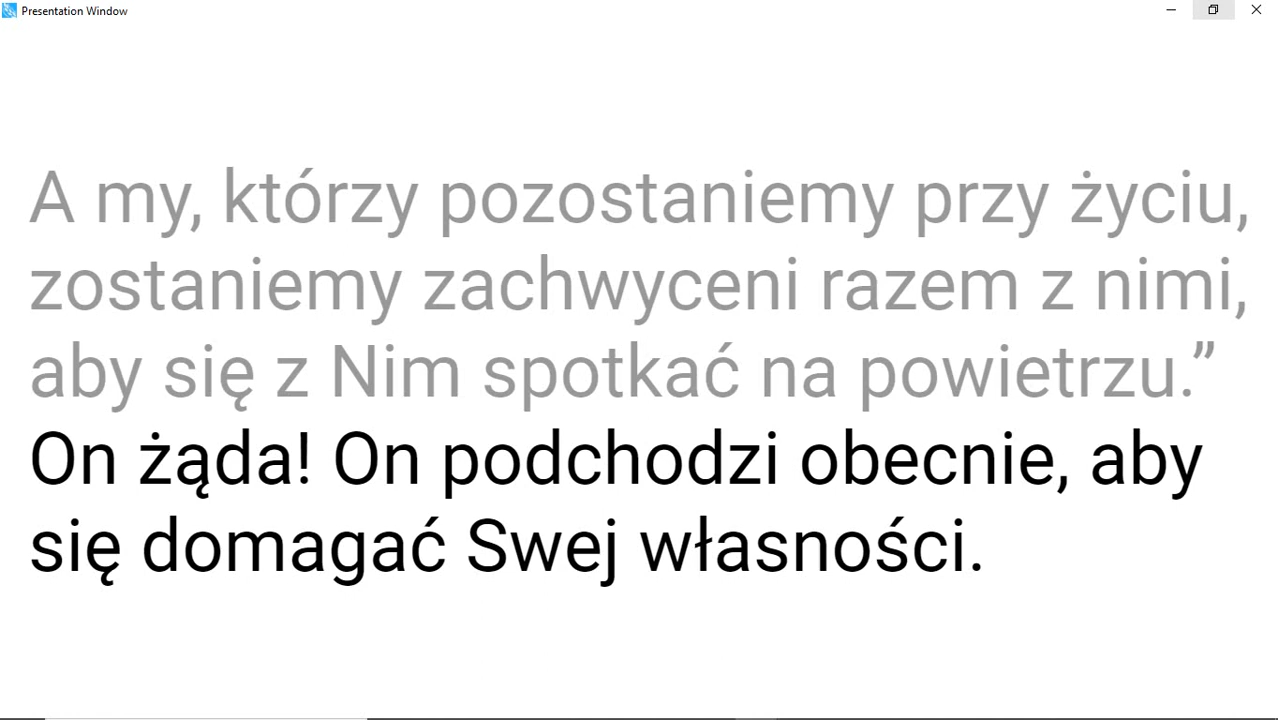 Presentation Window
A my, którzy pozostaniemy przy życiu,
zostaniemy zachwyceni razem z nimi,
aby się z Nim spotkać na powietrzu.”
On żąda! On podchodzi obecnie, aby
się domagać Swej własności.